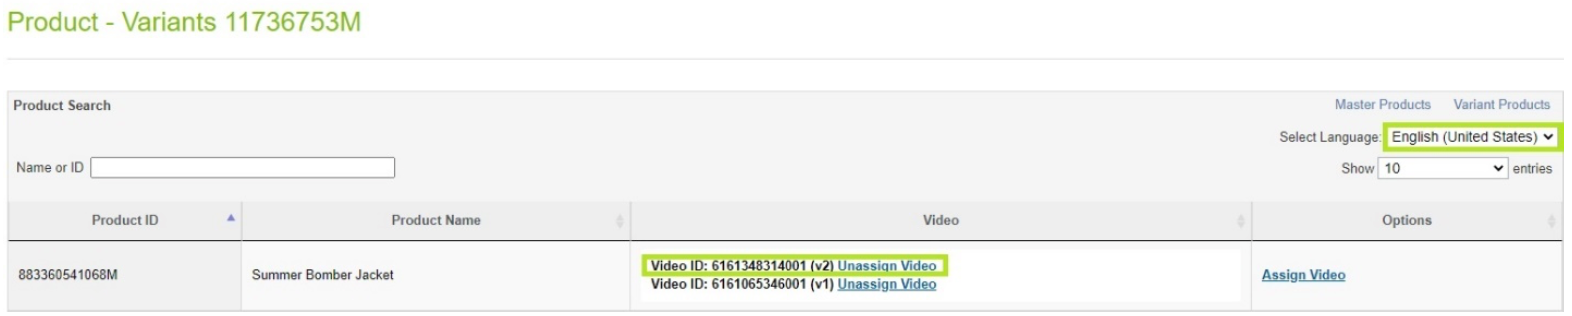 Product - Variants 11736753M
Product Search
Master Products Variant Products
Select Language: English (United States)
Name or ID
Show 10 entries
Product ID Product Name Video Options
883360541068M Summer Bomber Jacket Video ID: 6161348314001 (v2) Unassign Video
Video ID: 6161065346001 (v1) Unassign Video
Assign Video